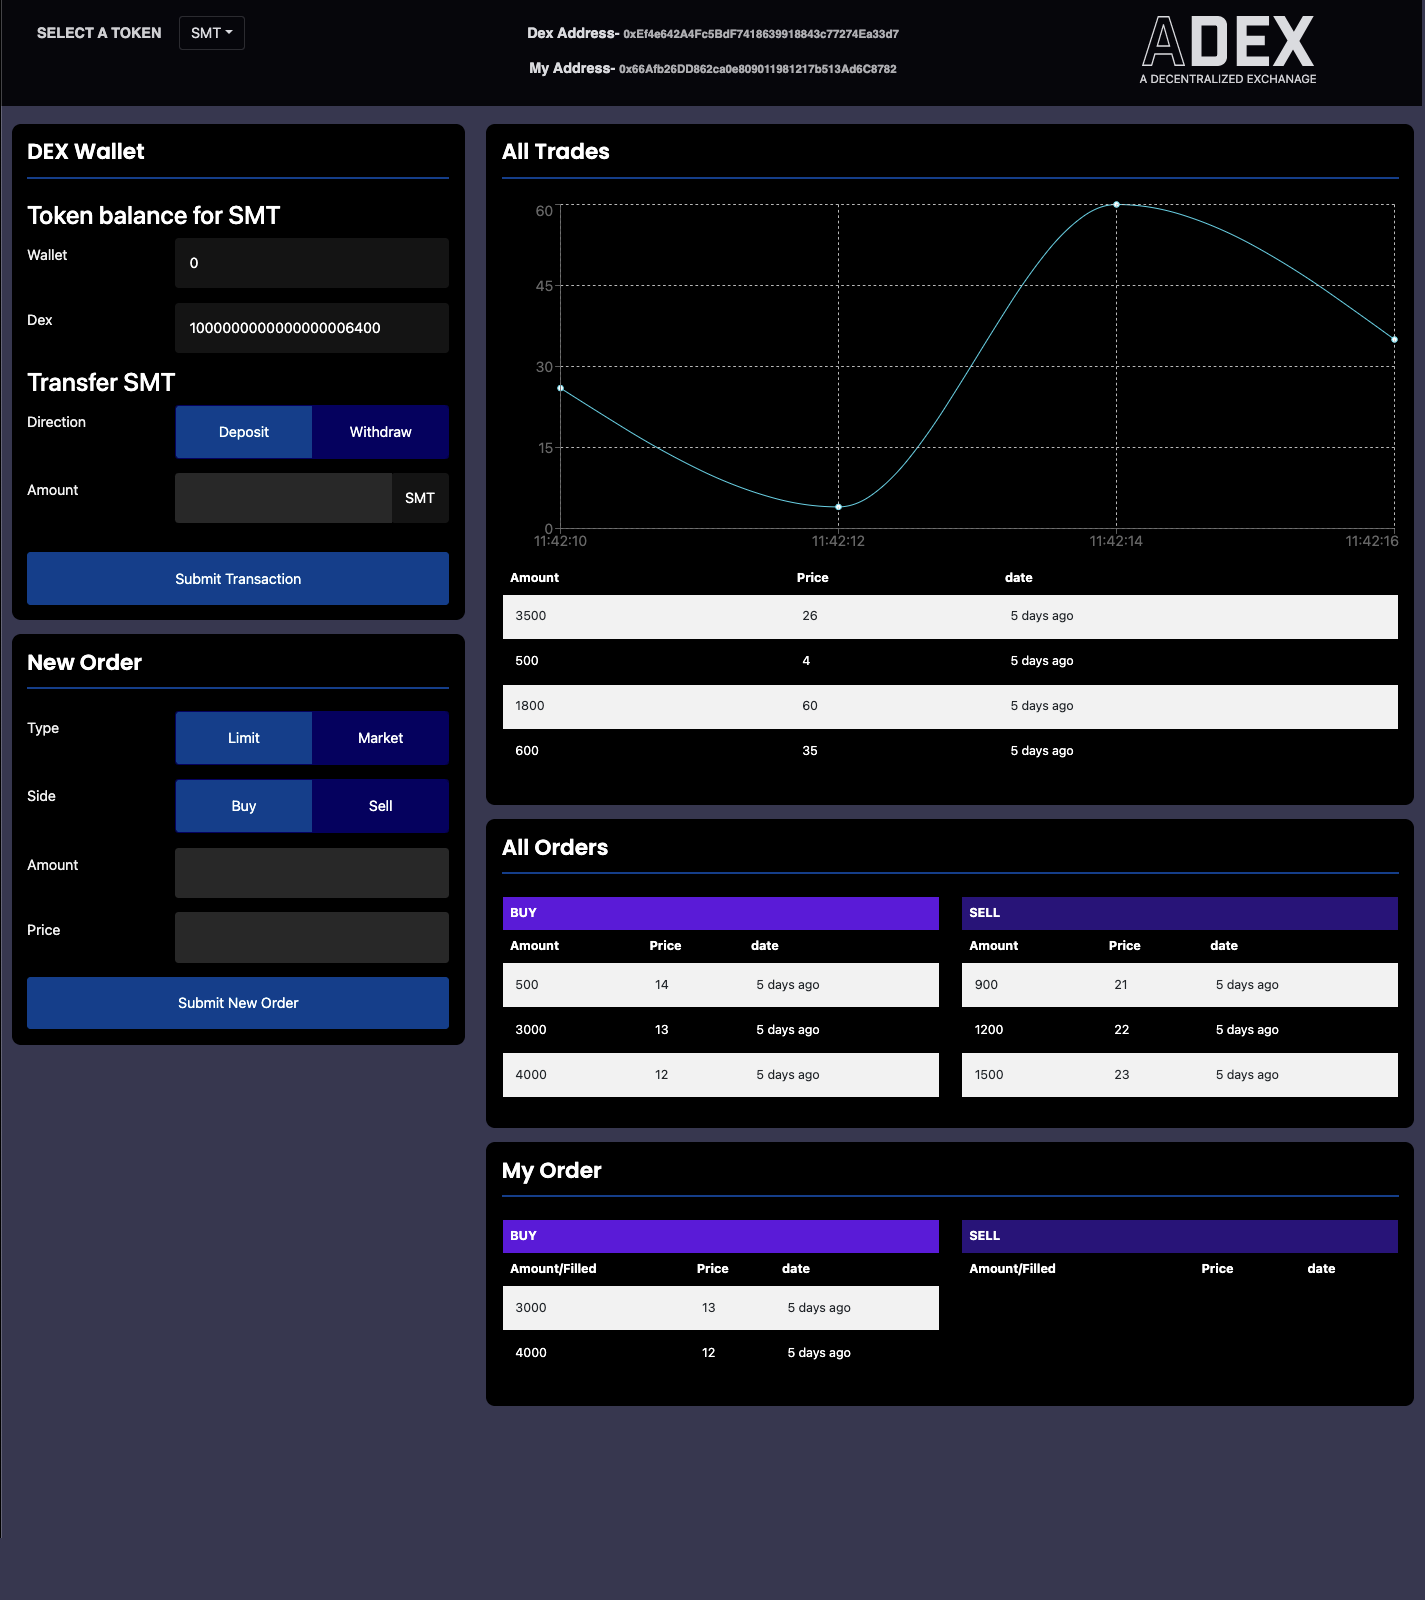 SELECT A TOKEN SMT
Dex Address- 0xEf4e642A4Fc5BdF7418639918843c77274Ea33d7
My Address- 0x66Afb26DD862ca0e809011981217b513Ad6C8782
ADEX
A DECENTRALIZED EXCHANAGE
DEX Wallet
Token balance for SMT
Wallet 0
Dex 1000000000000000006400
Transfer SMT
Direction Deposit Withdraw
Amount SMT
Submit Transaction
New Order
Type Limit Market
Side Buy Sell
Amount
Price
Submit New Order
All Trades
60
45
30
15
0
11:42:10 11:42:12 11:42:14 11:42:16
Amount Price date
3500 26 5 days ago
500 4 5 days ago
1800 60 5 days ago
600 35 5 days ago
All Orders
BUY
Amount Price date
500 14 5 days ago
3000 13 5 days ago
4000 12 5 days ago
SELL
Amount Price date
900 21 5 days ago
1200 22 5 days ago
1500 23 5 days ago
My Order
BUY
Amount/Filled Price date
3000 13 5 days ago
4000 12 5 days ago
SELL
Amount/Filled Price date